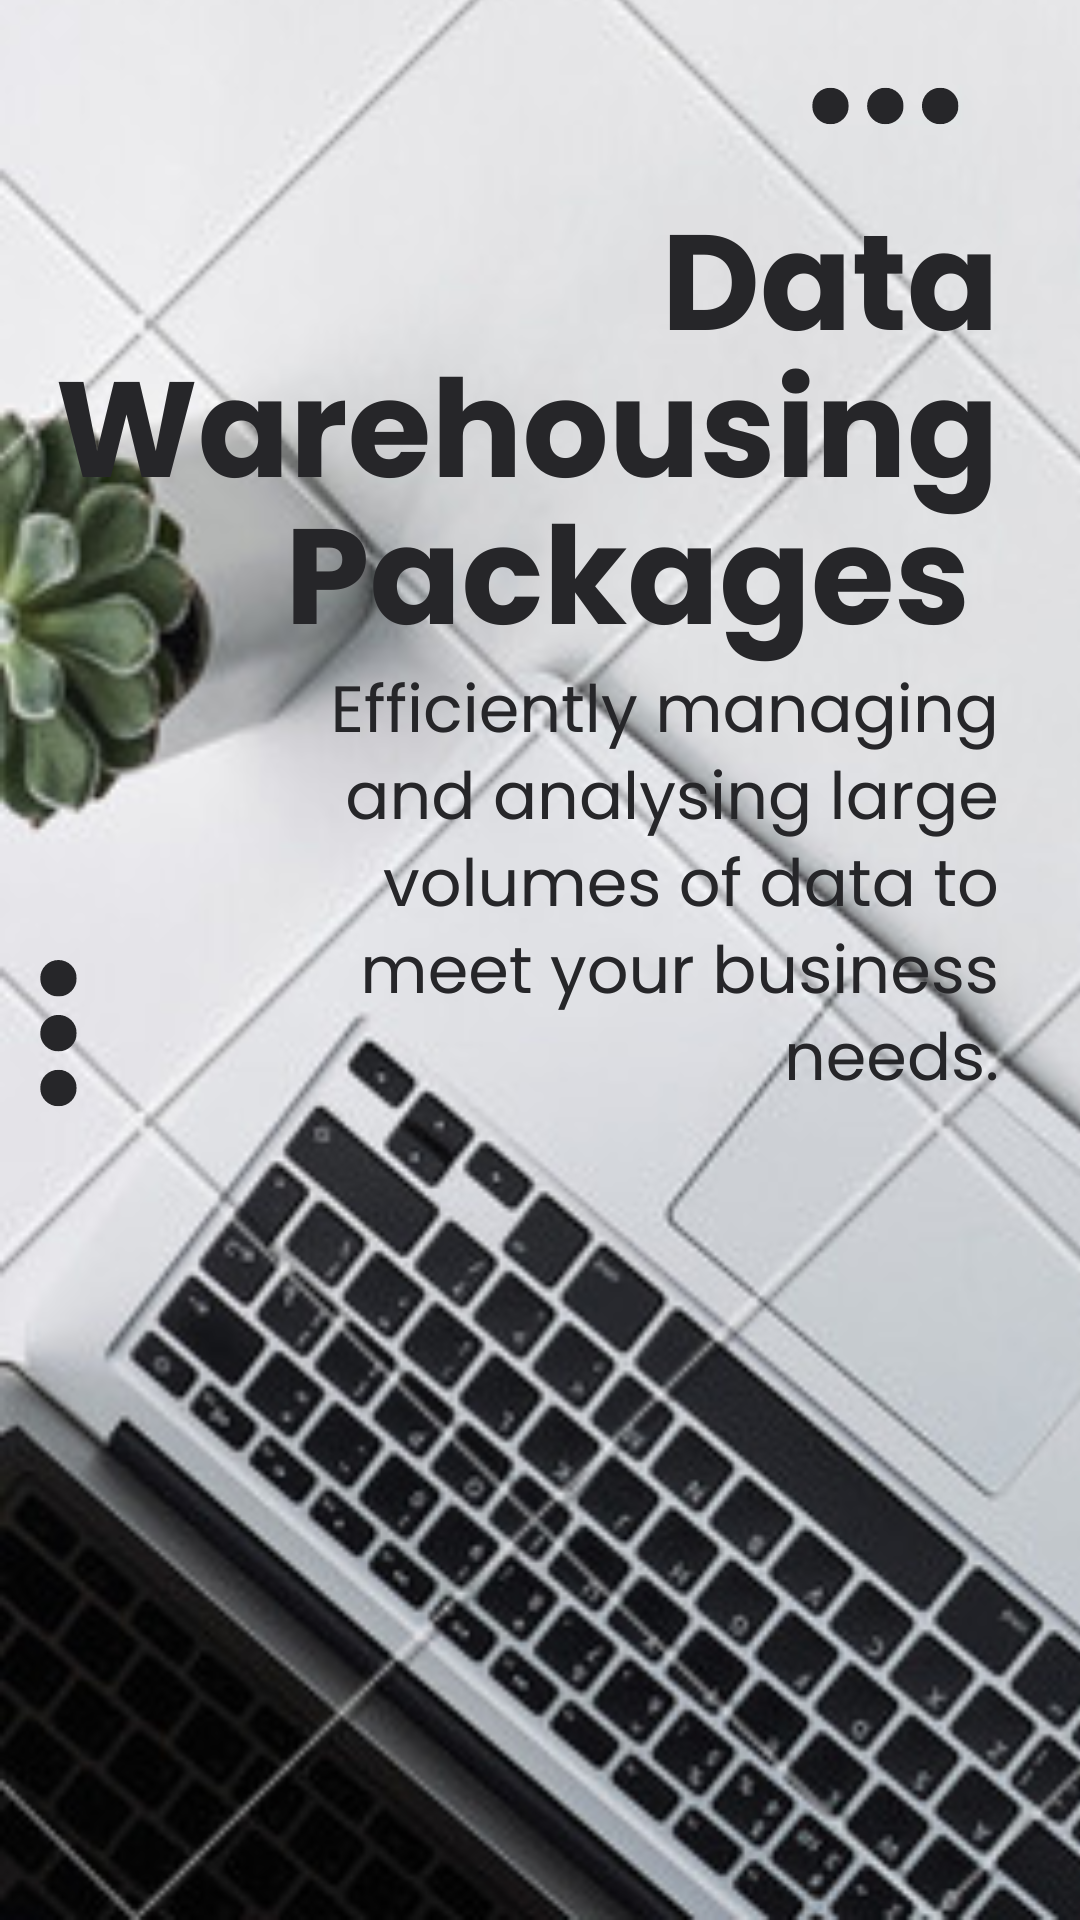 Data
Warehousing
Packages
Efficiently managing
and analysing large
volumes of data to
meet your business
needs.